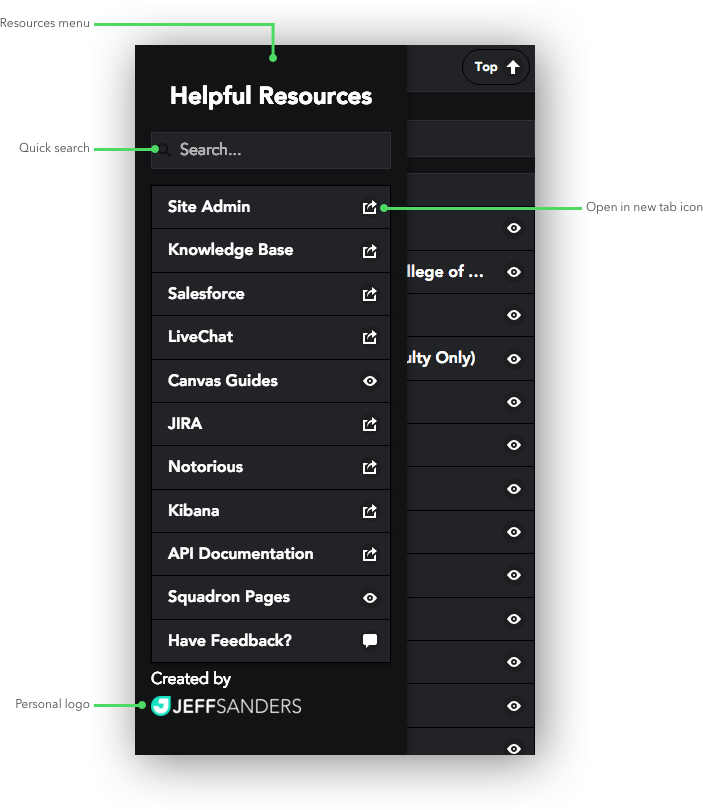 Resources menu
Top
Helpful Resources
Quick search
Search...
Site Admin
Open in new tab icon
Knowledge Base
llege of ...
Salesforce
LiveChat
ulty Only)
Canvas Guides
JIRA
Notorious
Kibana
API Documentation
Squadron Pages
Have Feedback?
Created by
Personal logo
JEFFSANDERS